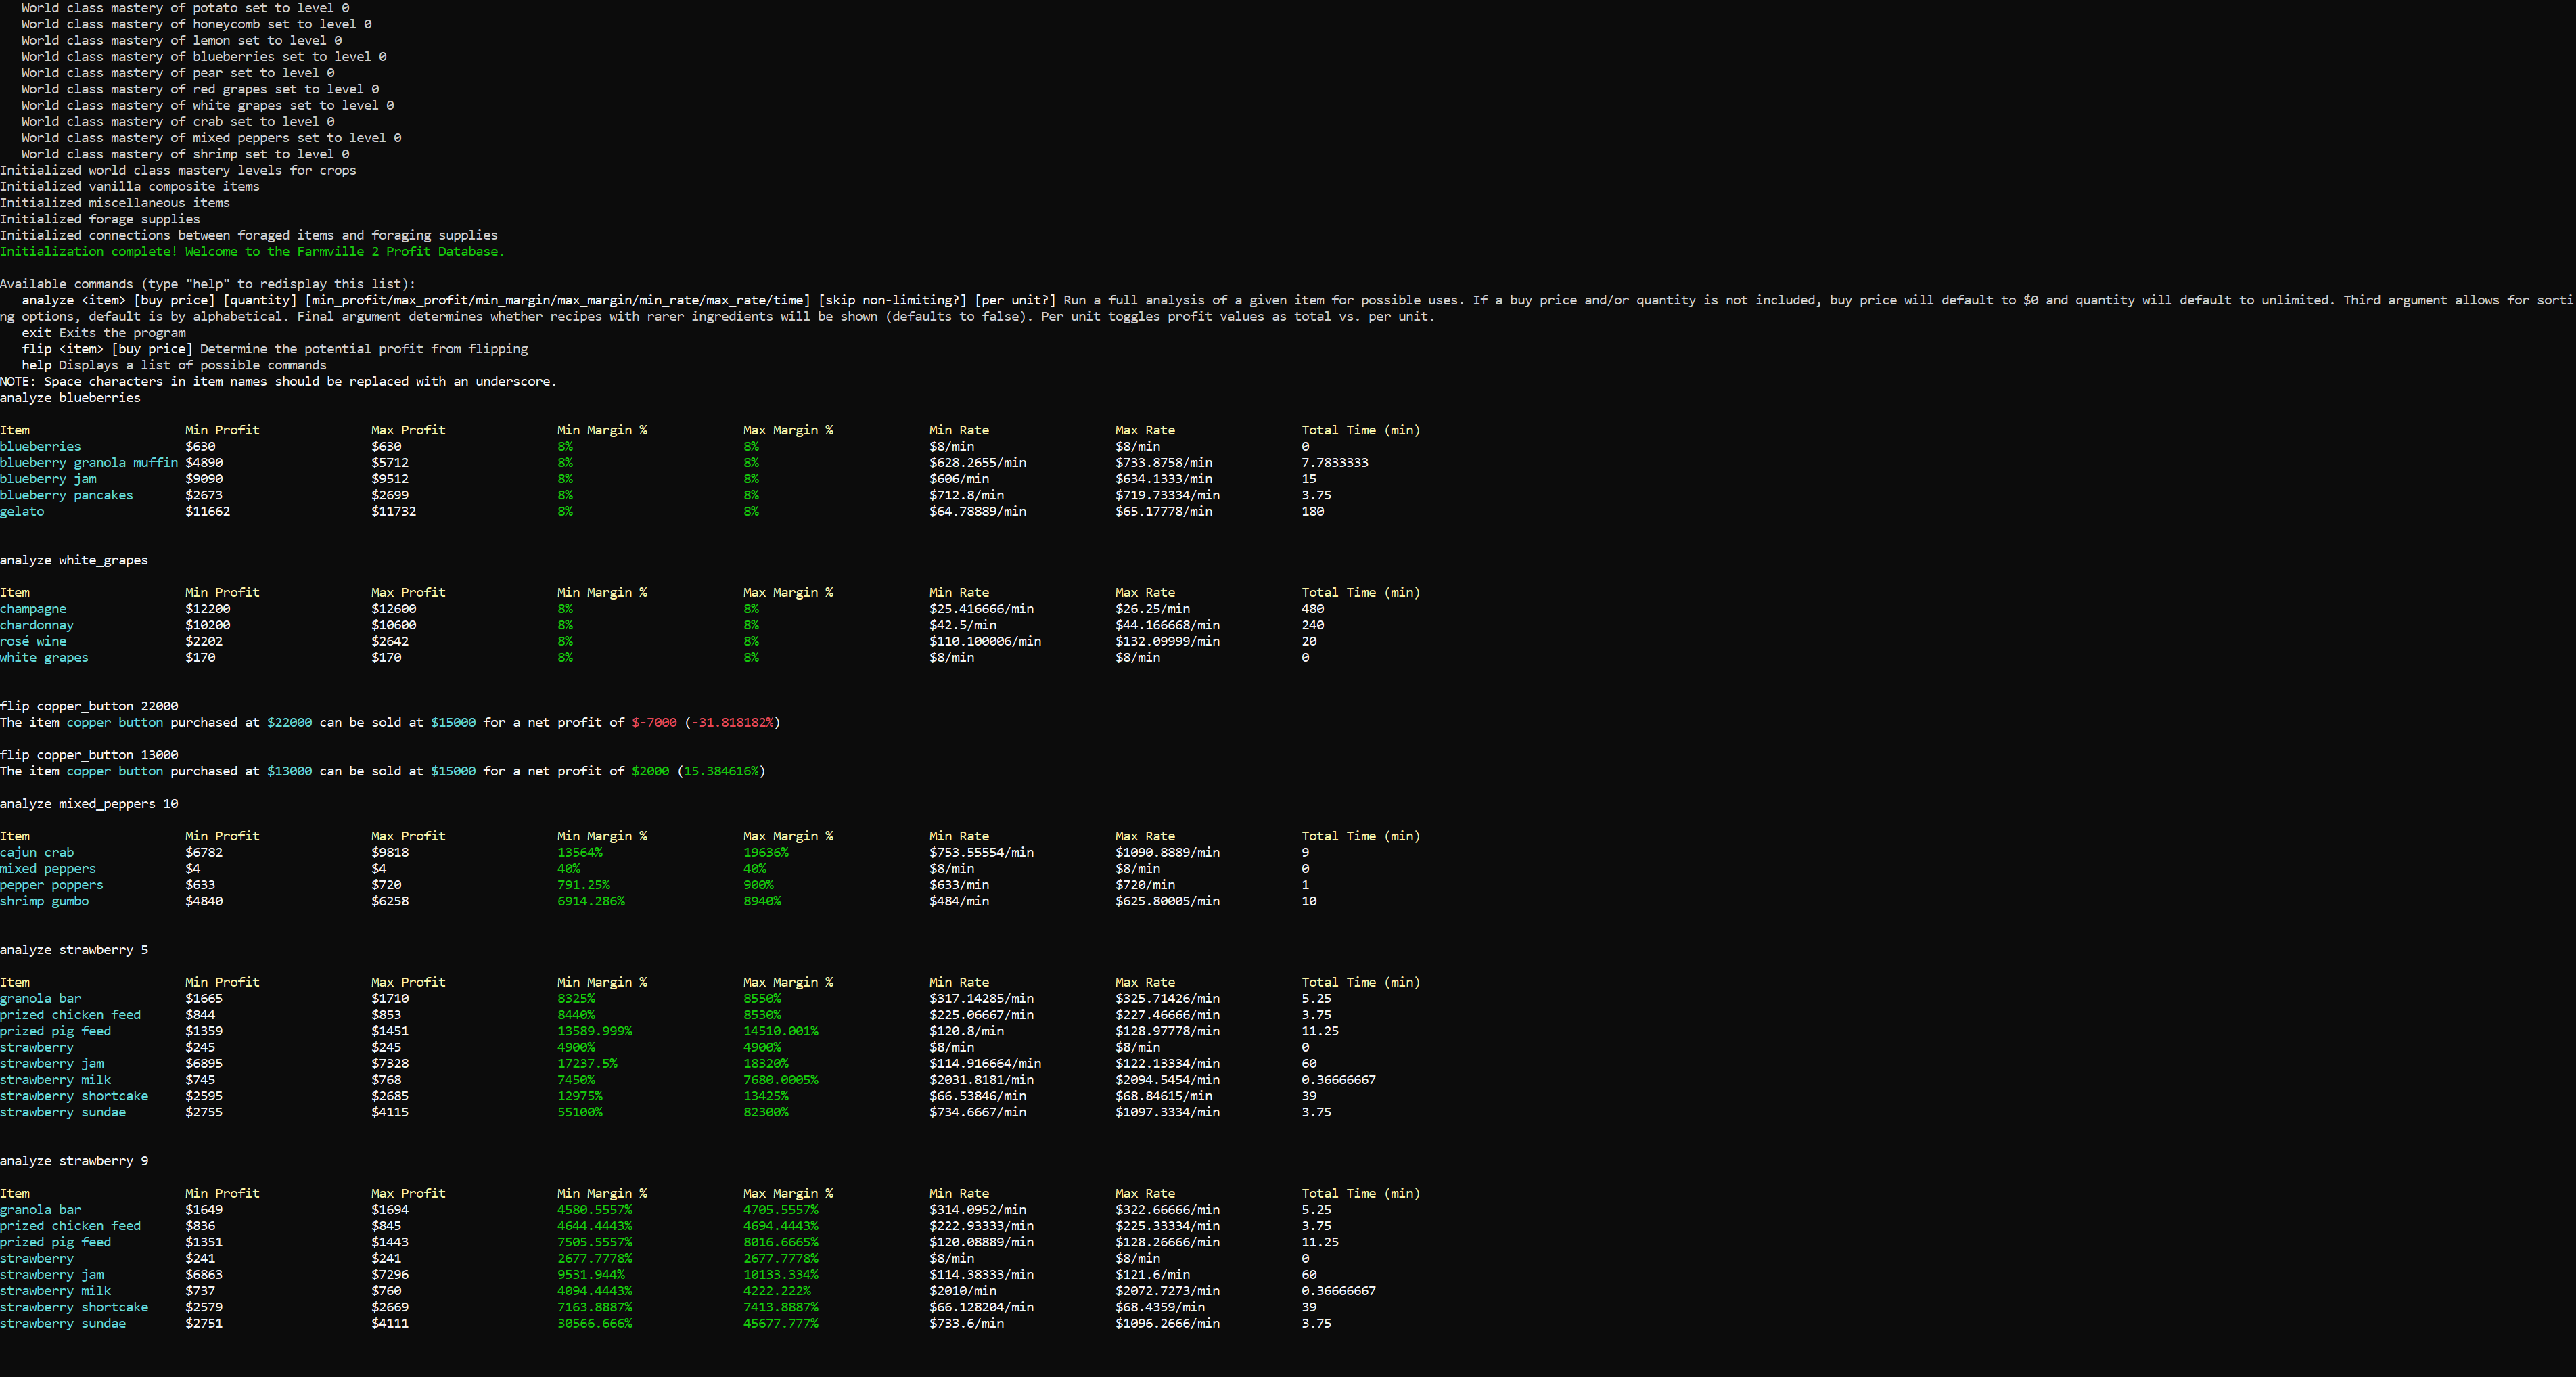 World class mastery of potato set to level 0
World class mastery of honeycomb set to level 0
World class mastery of lemon set to level 0
World class mastery of blueberries set to level 0
World class mastery of pear set to level 0
World class mastery of red grapes set to level 0
World class mastery of white grapes set to level 0
World class mastery of crab set to level 0
World class mastery of mixed peppers set to level 0
World class mastery of shrimp set to level 0
Initialized world class mastery levels for crops
Initialized vanilla composite items
Initialized miscellaneous items
Initialized forage supplies
Initialized connections between foraged items and foraging supplies
Initialization complete! Welcome to the Farmville 2 Profit Database.
Available commands (type "help" to redisplay this list):
analyze <item> [buy price] [quantity] [min_profit/max_profit/min_margin/max_margin/min_rate/max_rate/time] [skip non-limiting?] [per unit?] Run a full analysis of a given item for possible uses. If a buy price and/or quantity is not included, buy price will default to $0 and quantity will default to unlimited. Third argument allows for sorti
ng options, default is by alphabetical. Final argument determines whether recipes with rarer ingredients will be shown (defaults to false). Per unit toggles profit values as total vs. per unit.
exit Exits the program
flip <item> [buy price] Determine the potential profit from flipping
help Displays a list of possible commands
NOTE: Space characters in item names should be replaced with an underscore.
analyze blueberries
Item Min Profit Max Profit Min Margin % Max Margin % Min Rate Max Rate Total Time (min)
blueberries $630 $630 8% 8% $8/min $8/min 0
blueberry granola muffin $4890 $5712 8% 8% $628.2655/min $733.8758/min 7.7833333
blueberry jam $9090 $9512 8% 8% $606/min $634.1333/min 15
blueberry pancakes $2673 $2699 8% 8% $712.8/min $719.73334/min 3.75
gelato $11662 $11732 8% 8% $64.78889/min $65.17778/min 180
analyze white_grapes
Item Min Profit Max Profit Min Margin % Max Margin % Min Rate Max Rate Total Time (min)
champagne $12200 $12600 8% 8% $25.416666/min $26.25/min 480
chardonnay $10200 $10600 8% 8% $42.5/min $44.166668/min 240
rosé wine $2202 $2642 8% 8% $110.100006/min $132.09999/min 20
white grapes $170 $170 8% 8% $8/min $8/min 0
flip copper_button 22000
The item copper button purchased at $22000 can be sold at $15000 for a net profit of $-7000 (-31.818182%)
flip copper_button 13000
The item copper button purchased at $13000 can be sold at $15000 for a net profit of $2000 (15.384616%)
analyze mixed_peppers 10
Item Min Profit Max Profit Min Margin % Max Margin % Min Rate Max Rate Total Time (min)
cajun crab $6782 $9818 13564% 19636% $753.55554/min $1090.8889/min 9
mixed peppers $4 $4 40% 40% $8/min $8/min 0
pepper poppers $633 $720 791.25% 900% $633/min $720/min 1
shrimp gumbo $4840 $6258 6914.286% 8940% $484/min $625.80005/min 10
analyze strawberry 5
Item Min Profit Max Profit Min Margin % Max Margin % Min Rate Max Rate Total Time (min)
granola bar $1665 $1710 8325% 8550% $317.14285/min $325.71426/min 5.25
prized chicken feed $844 $853 8440% 8530% $225.06667/min $227.46666/min 3.75
prized pig feed $1359 $1451 13589.999% 14510.001% $120.8/min $128.97778/min 11.25
strawberry $245 $245 4900% 4900% $8/min $8/min 0
strawberry jam $6895 $7328 17237.5% 18320% $114.916664/min $122.13334/min 60
strawberry milk $745 $768 7450% 7680.0005% $2031.8181/min $2094.5454/min 0.36666667
strawberry shortcake $2595 $2685 12975% 13425% $66.53846/min $68.84615/min 39
strawberry sundae $2755 $4115 55100% 82300% $734.6667/min $1097.3334/min 3.75
analyze strawberry 9
Item Min Profit Max Profit Min Margin % Max Margin % Min Rate Max Rate Total Time (min)
granola bar $1649 $1694 4580.5557% 4705.5557% $314.0952/min $322.66666/min 5.25
prized chicken feed $836 $845 4644.4443% 4694.4443% $222.93333/min $225.33334/min 3.75
prized pig feed $1351 $1443 7505.5557% 8016.6665% $120.08889/min $128.26666/min 11.25
strawberry $241 $241 2677.7778% 2677.7778% $8/min $8/min 0
strawberry jam $6863 $7296 9531.944% 10133.334% $114.38333/min $121.6/min 60
strawberry milk $737 $760 4094.4443% 4222.222% $2010/min $2072.7273/min 0.36666667
strawberry shortcake $2579 $2669 7163.8887% 7413.8887% $66.128204/min $68.4359/min 39
strawberry sundae $2751 $4111 30566.666% 45677.777% $733.6/min $1096.2666/min 3.75